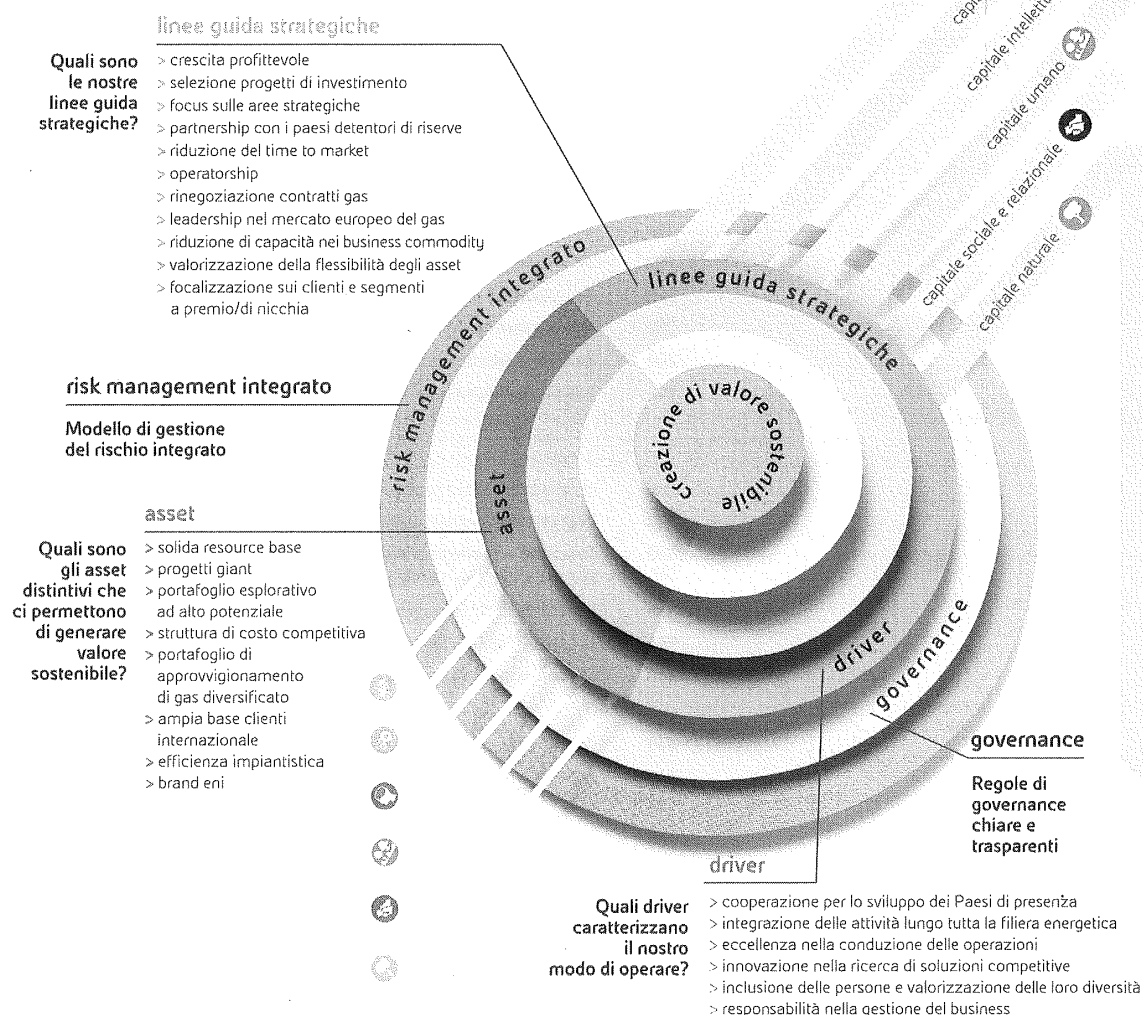 linee guida strategiche
Quali sono
le nostre
linee guida
strategiche?
> crescita profittevole
> selezione progetti di investimento
> focus sulle aree strategiche
> partnership con i paesi detentori di riserve
> riduzione del time to market
> operatorship
> rinegoziazione contratti gas
> leadership nel mercato europeo del gas
> riduzione di capacità nei business commodity
> valorizzazione della flessibilità degli asset
> focalizzazione sui clienti e segmenti
a premio/di nicchia
capitale umano
capitale sociale e relazionale
capitale naturale
risk management integrato
Modello di gestione
del rischio integrato
risk management integrato
linee guida strategiche
creazione di valore sostenibile
asset
driver
governance
asset
Quali sono
gli asset
distintivi che
ci permettono
di generare
valore
sostenibile?
> solida resource base
> progetti giant
> portafoglio esplorativo
ad alto potenziale
> struttura di costo competitiva
> portafoglio di
approvvigionamento
di gas diversificato
> ampia base clienti
internazionale
> efficienza impiantistica
> brand eni
governance
Regole di
governance
chiare e
trasparenti
driver
Quali driver
caratterizzano
il nostro
modo di operare?
> cooperazione per lo sviluppo dei Paesi di presenza
> integrazione delle attività lungo tutta la filiera energetica
> eccellenza nella conduzione delle operazioni
> innovazione nella ricerca di soluzioni competitive
> inclusione delle persone e valorizzazione delle loro diversità
> responsabilità nella gestione del business